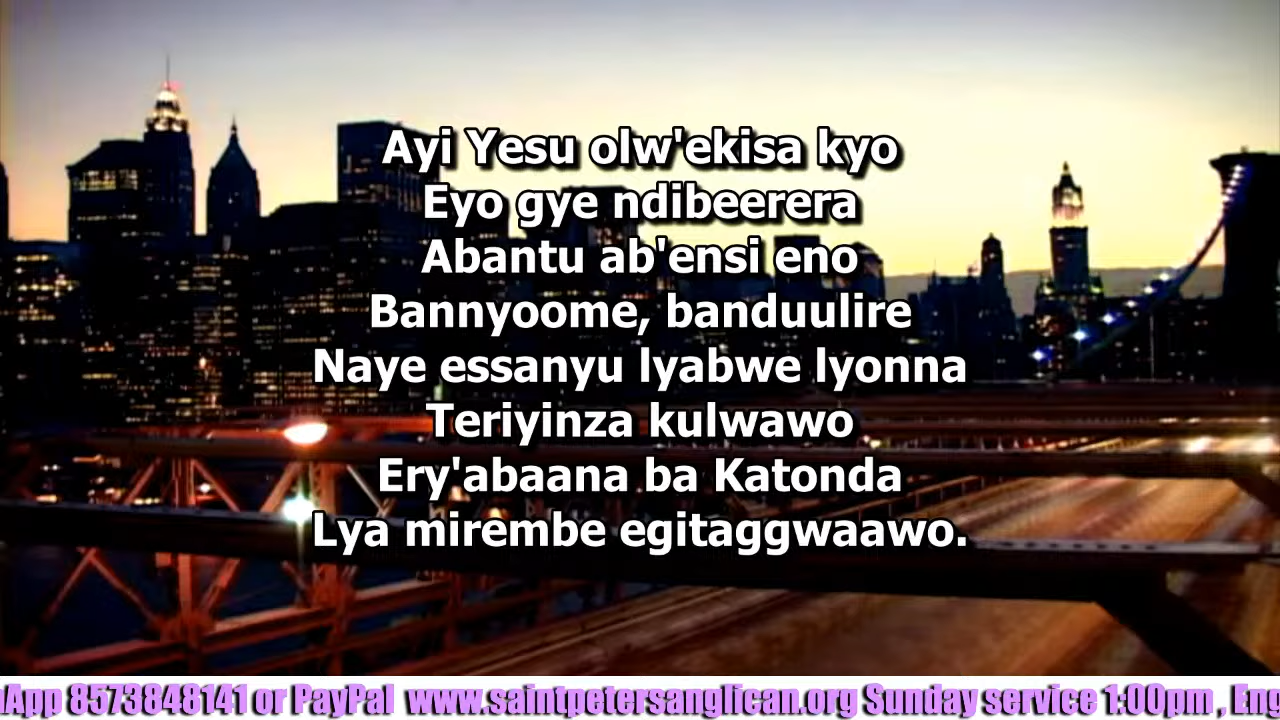 Ayi Yesu olw'ekisa kyo
Eyo gye ndibeerera
Abantu ab'ensi eno
Bannyoome, banduulire
Naye essanyu lyabwe lyonna
Teriyinza kulwawo
Ery'abaana ba Katonda
Lya mirembe egitaggwaawo.
App 8573848141 or PayPal www.saintpetersanglican.org Sunday service 1:00pm , Eng